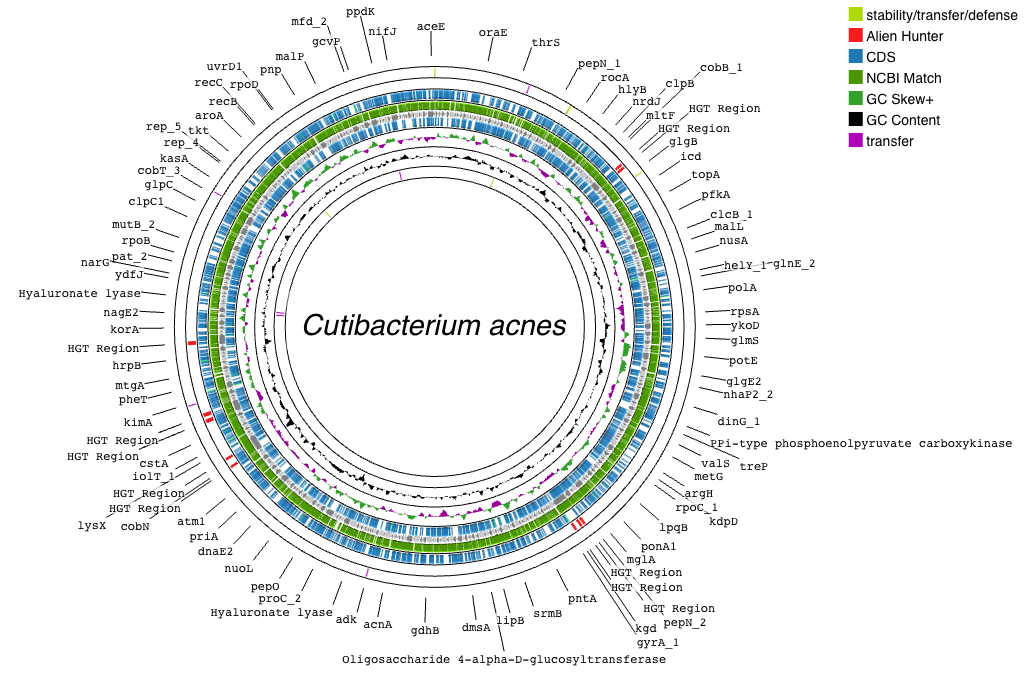 ppdK
mfd_2
nifJ
aceE
oraE
gcvP
thrS
malP
pepN_1
uvrD1
pnp
rocA
cobB_1
recC
rpoD
hlyB
clpB
recB
nrdJ
HGT Region
aroA
mltF
rep_5
tkt
HGT Region
rep_4
glgB
kasA
icd
cobT_3
topA
glpC
pfkA
clpC1
clcB_1
mutB_2
malL
rpoB
nusA
pat_2
narG
helY_1
glnE_2
ydfJ
polA
Hyaluronate lyase
nagE2
rpsA
korA
ykoD
HGT Region
glmS
hrpB
potE
mtgA
glgE2
pheT
nhaP2_2
kimA
dinG_1
HGT Region
PPi-type phosphoenolpyruvate carboxykinase
HGT Region
valS
cstA
treP
iolT_1
metG
HGT Region
argH
HGT Region
rpoC_1
lysX
cobN
atm1
kdpD
priA
lpqB
dnaE2
ponA1
nuoL
mglA
HGT Region
pepO
HGT Region
proC_2
pntA
Hyaluronate lyase
HGT Region
adk
acnA
gdhB
dmsA
lipB
srmB
pepN_2
kgd
gyrA_1
Oligosaccharide 4-alpha-D-glucosyltransferase
Cutibacterium acnes
stability/transfer/defense
Alien Hunter
CDS
NCBI Match
GC Skew+
GC Content
transfer